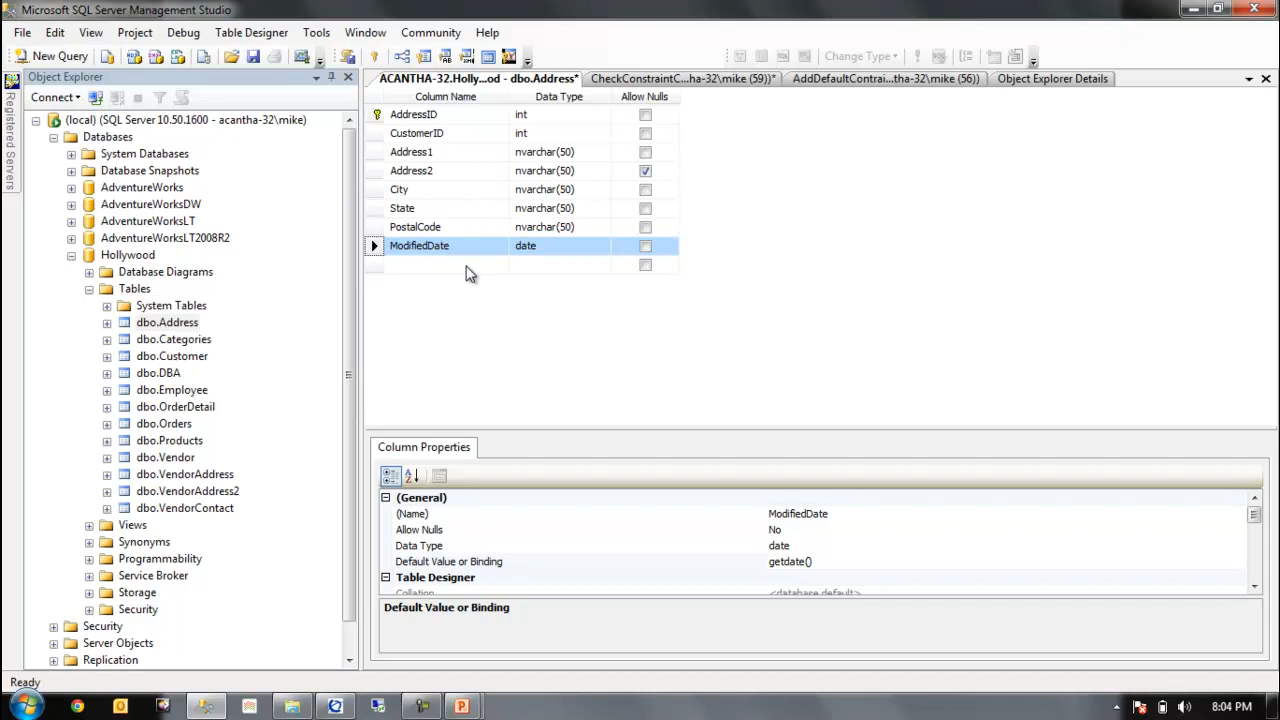 Microsoft SQL Server Management Studio
File Edit View Project Debug Table Designer Tools Window Community Help
New Query Change Type
Object Explorer
ACANTHA-32.Holly...od - dbo.Address* CheckConstraintC...ha-32\mike (59))* AddDefaultContrai...tha-32\mike (56)) Object Explorer Details
Registered Servers
Connect
(local) (SQL Server 10.50.1600 - acantha-32\mike)
Databases
System Databases
Database Snapshots
AdventureWorks
AdventureWorksDW
AdventureWorksLT
AdventureWorksLT2008R2
Hollywood
Database Diagrams
Tables
System Tables
dbo.Address
dbo.Categories
dbo.Customer
dbo.DBA
dbo.Employee
dbo.OrderDetail
dbo.Orders
dbo.Products
dbo.Vendor
dbo.VendorAddress
dbo.VendorAddress2
dbo.VendorContact
Views
Synonyms
Programmability
Service Broker
Storage
Security
Security
Server Objects
Replication
Column Name Data Type Allow Nulls
AddressID int
CustomerID int
Address1 nvarchar(50)
Address2 nvarchar(50)
City nvarchar(50)
State nvarchar(50)
PostalCode nvarchar(50)
ModifiedDate date
Column Properties
(General)
(Name) ModifiedDate
Allow Nulls No
Data Type date
Default Value or Binding getdate()
Table Designer
Collation <database default>
Default Value or Binding
Ready
8:04 PM